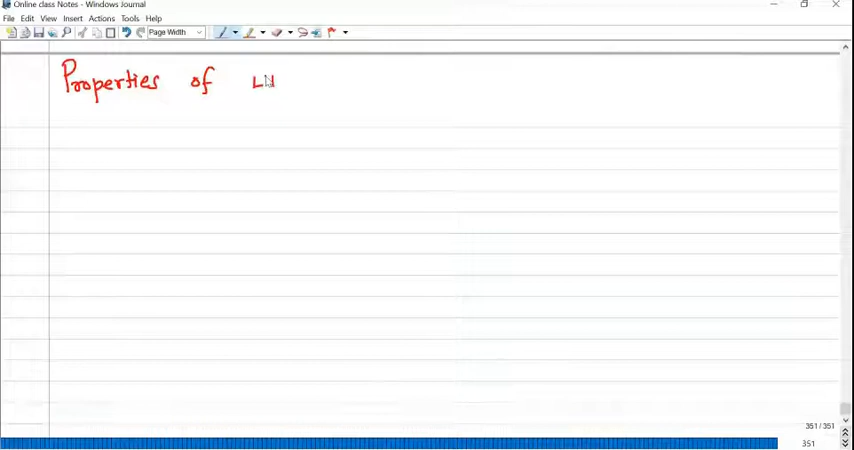 Online class Notes - Windows Journal
File Edit View Insert Actions Tools Help
Page Width
Properties of
351 / 351
351